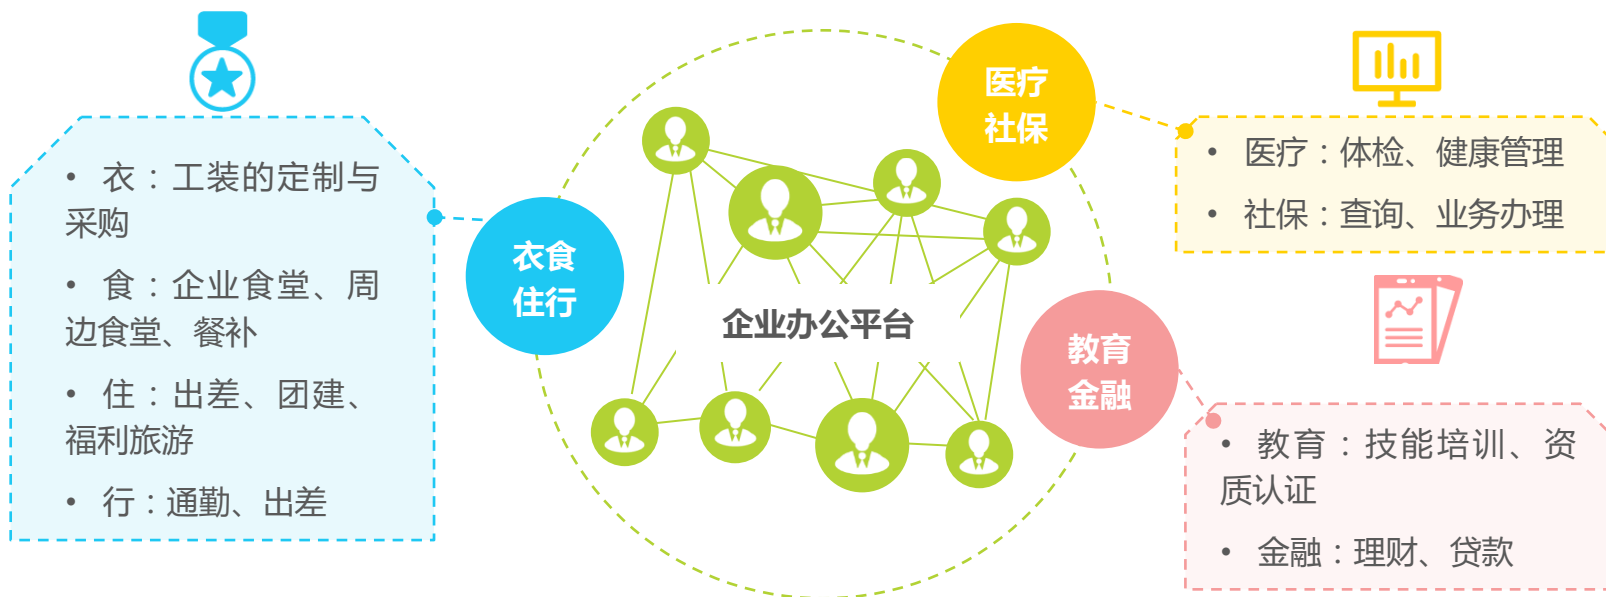 • 衣：工装的定制与
采购
• 食：企业食堂、周
边食堂、餐补
• 住：出差、团建、
福利旅游
• 行：通勤、出差
衣食
住行
企业办公平台
医疗
社保
教育
金融
• 医疗：体检、健康管理
• 社保：查询、业务办理
• 教育：技能培训、资
质认证
• 金融：理财、贷款